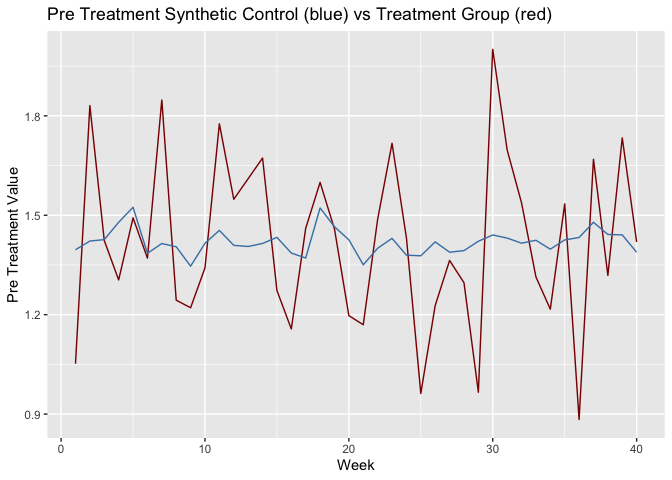 Pre Treatment Synthetic Control (blue) vs Treatment Group (red)
1.8
1.5
1.2
0.9
Pre Treatment Value
0 10 20 30 40
Week